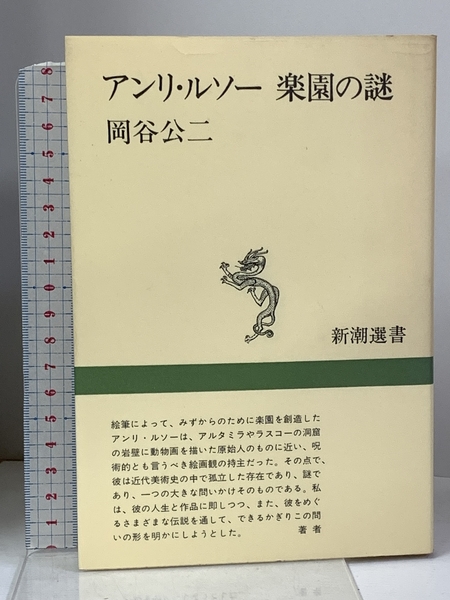 アンリ・ルソー 楽園の謎
岡谷公二
新潮選書
絵筆によって、みずからのために楽園を創造した
アンリ・ルソーは、アルタミラやラスコーの洞窟
の岩壁に動物画を描いた原始人のものに近い、呪
術的とも言うべき絵画観の持主だった。その点で、
彼は近代美術史の中で孤立した存在であり、謎で
あり、一つの大きな問いかけそのものである。私
は、彼の人生と作品に即しつつ、また、彼をめぐ
るさまざまな伝説を通して、できるかぎりこの問
いの形を明かにしようとした。 著者